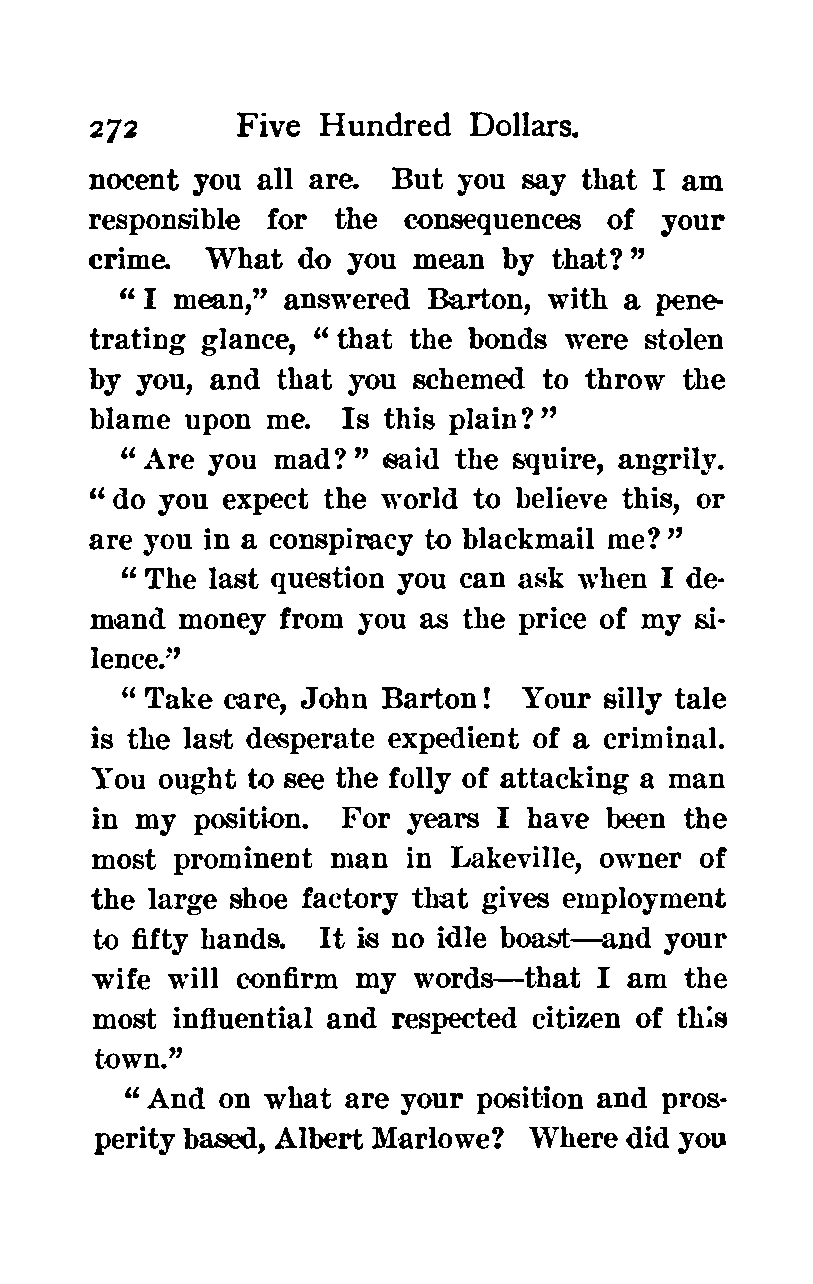 272 Five Hundred Dollars.
nocent you all are. But you say that I am
responsible for the consequences of your
crime. What do you mean by that?"
"I mean," answered Barton, with a pene-
trating glance, "that the bonds were stolen
by you, and that you schemed to throw the
blame upon me. Is this plain?"
"Are you mad?" said the squire, angrily.
"do you expect the world to believe this, or
are you in a conspiracy to blackmail me?"
"The last question you can ask when I de-
mand money from you as the price of my si-
lence."
"Take care, John Barton! Your silly tale
is the last desperate expedient of a criminal.
You ought to see the folly of attacking a man
in my position. For years I have been the
most prominent man in Lakeville, owner of
the large shoe factory that gives employment
to fifty hands. It is no idle boast—and your
wife will confirm my words—that I am the
most influential and respected citizen of this
town."
"And on what are your position and pros-
perity based, Albert Marlowe? Where did you